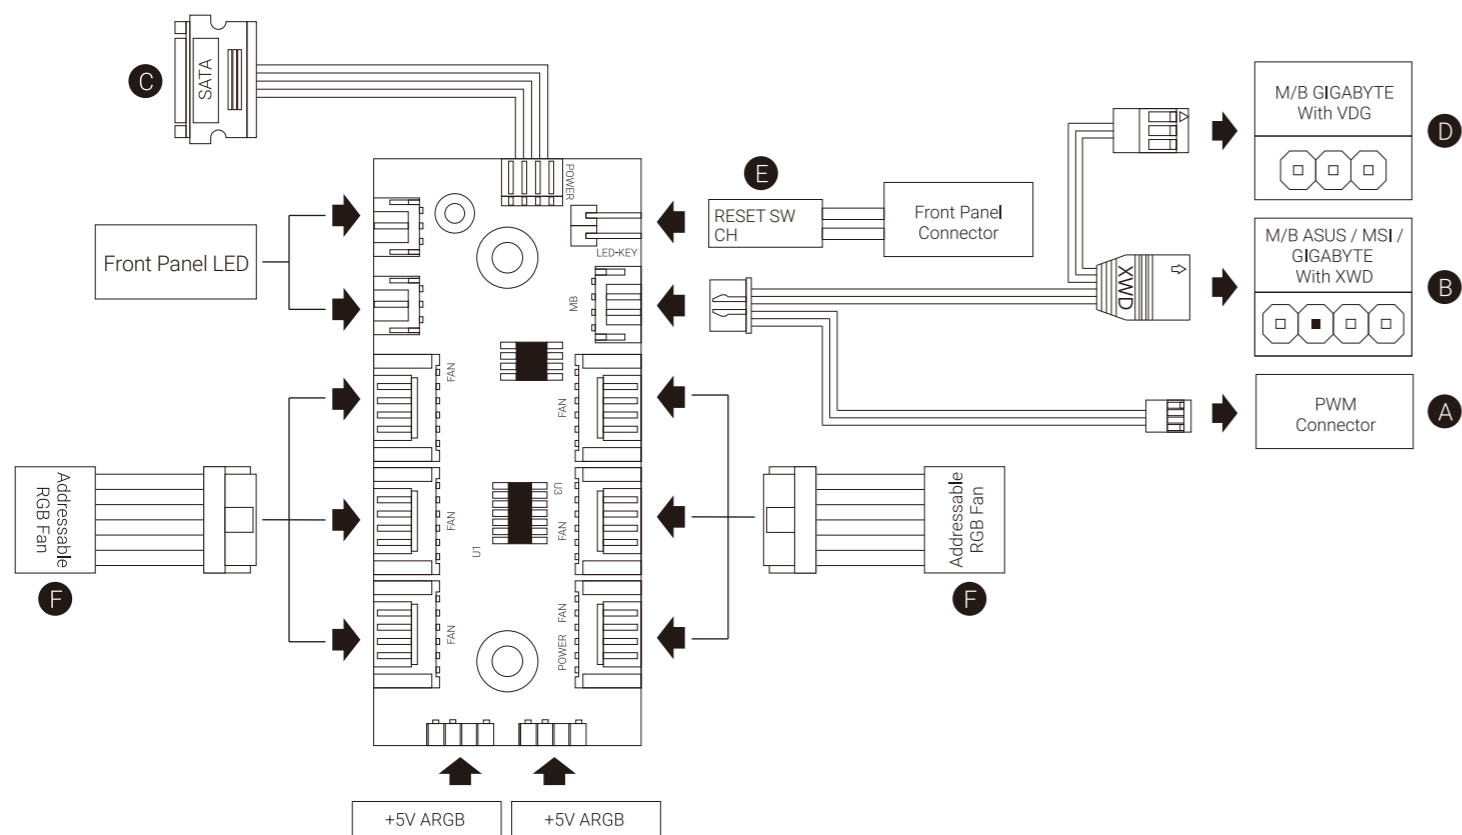 C
SATA
POWER
M/B GIGABYTE
With VDG
D
E
RESET SW
CH
Front Panel
Connector
LED-KEY
Front Panel LED
MB
XWD
M/B ASUS / MSI /
GIGABYTE
With XWD
B
FAN
FAN
PWM
Connector
A
Addressable
RGB Fan
F
FAN
U1
U3
FAN
Addressable
RGB Fan
F
FAN
FAN
POWER
+5V ARGB
+5V ARGB